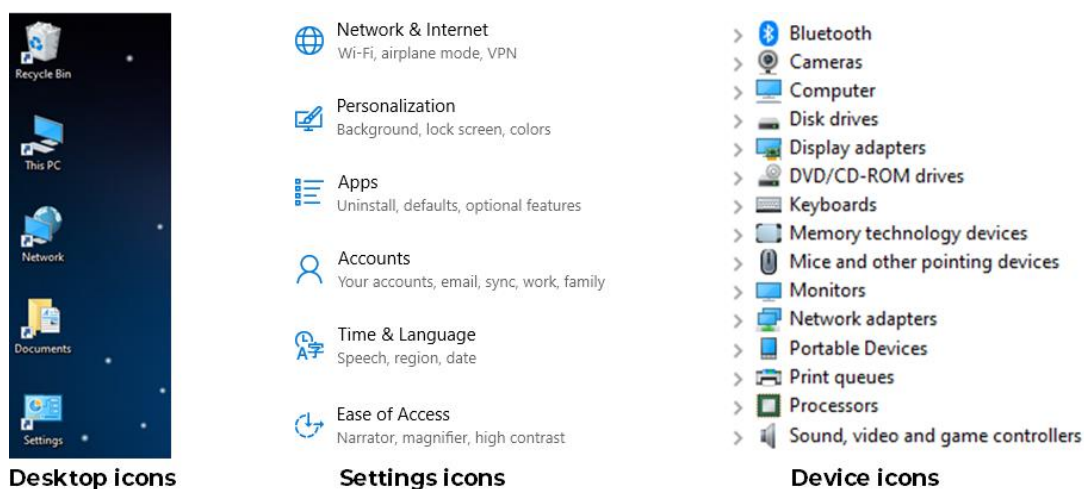 Recycle Bin
This PC
Network
Documents
Settings
Desktop icons
Network & Internet
Wi-Fi, airplane mode, VPN
Personalization
Background, lock screen, colors
Apps
Uninstall, defaults, optional features
Accounts
Your accounts, email, sync, work, family
A字
Time & Language
Speech, region, date
Ease of Access
Narrator, magnifier, high contrast
Settings icons
Bluetooth
Cameras
Computer
Disk drives
Display adapters
DVD/CD-ROM drives
Keyboards
Memory technology devices
Mice and other pointing devices
Monitors
Network adapters
Portable Devices
Print queues
Processors
Sound, video and game controllers
Device icons